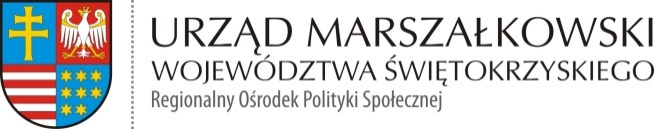 URZĄD MARSZAŁKOWSKI
WOJEWÓDZTWA ŚWIĘTOKRZYSKIEGO
Regionalny Ośrodek Polityki Społecznej